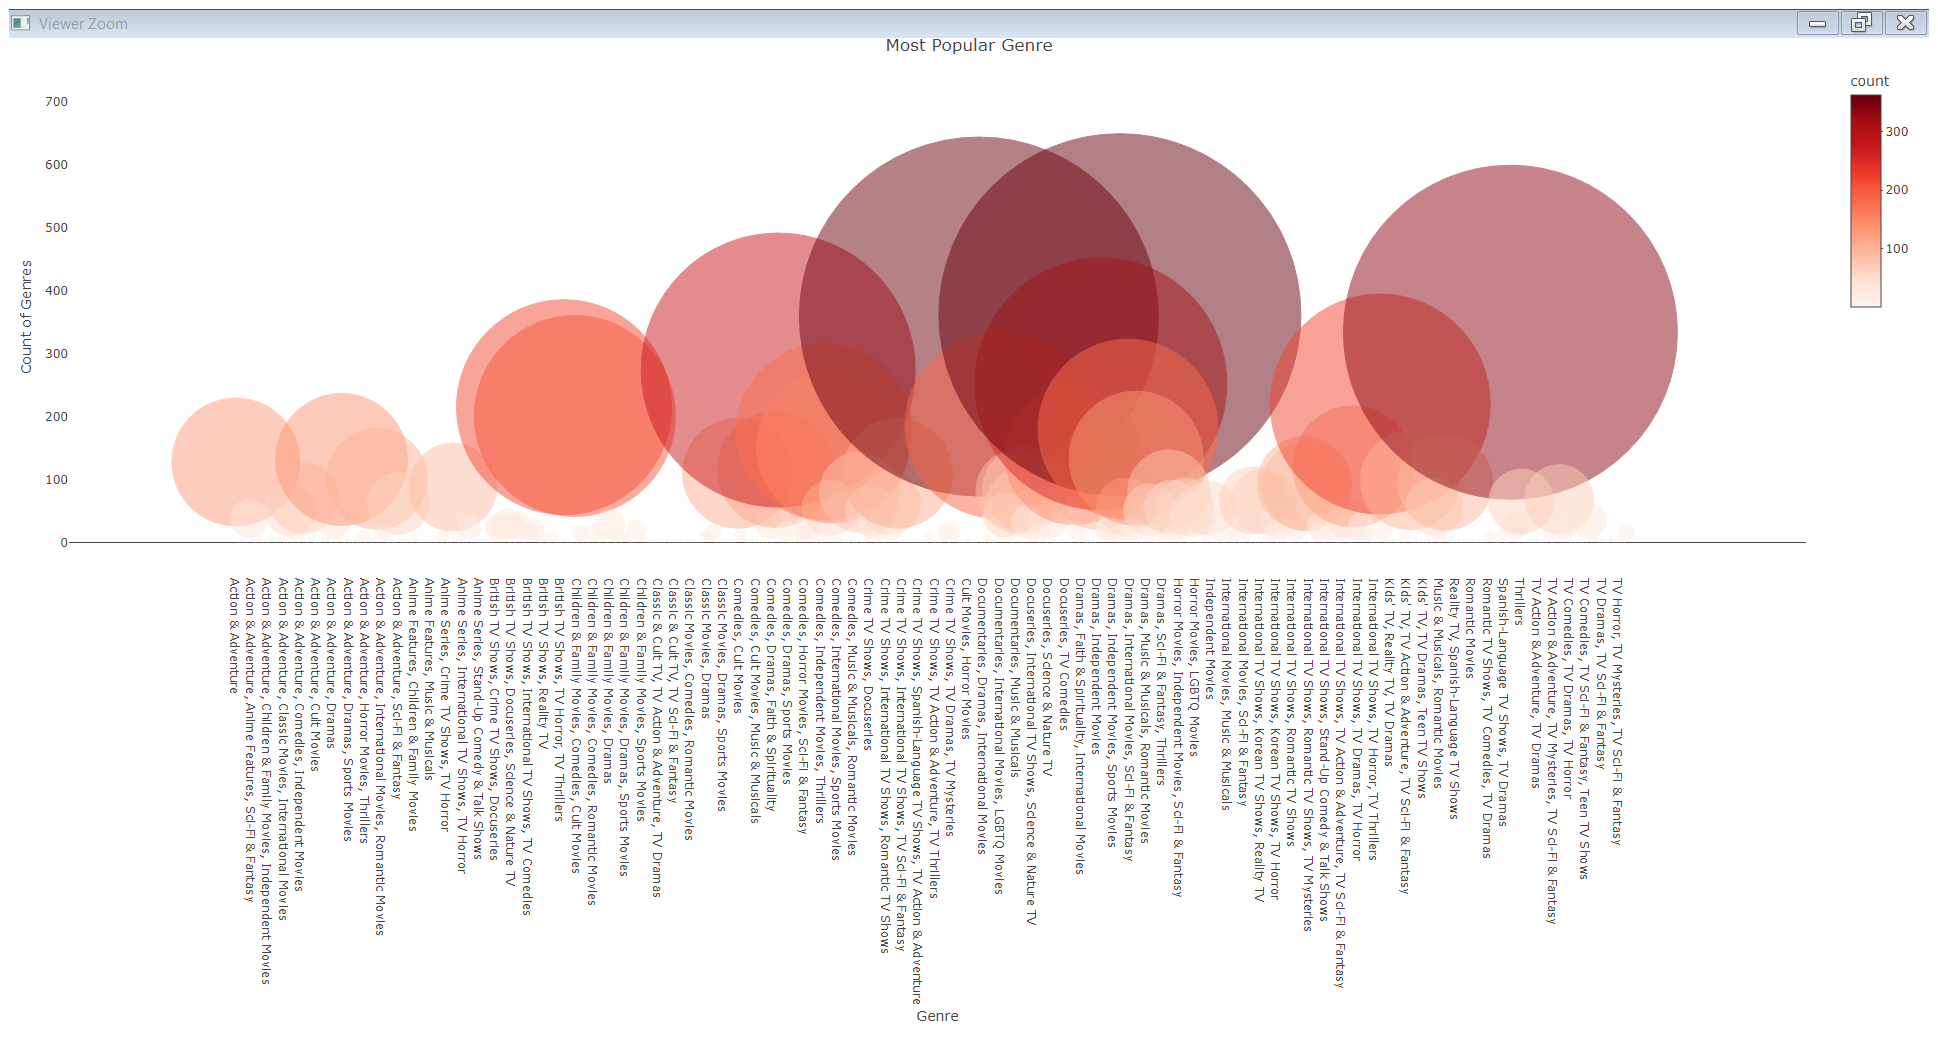 Viewer Zoom
Most Popular Genre
count
300
200
100
700
600
500
400
300
200
100
0
Count of Genres
Action & Adventure
Action & Adventure, Anime Features, Sci-Fi & Fantasy
Action & Adventure, Children & Family Movies, Independent Movies
Action & Adventure, Classic Movies, International Movies
Action & Adventure, Comedies, Independent Movies
Action & Adventure, Cult Movies
Action & Adventure, Dramas
Action & Adventure, Dramas, Sports Movies
Action & Adventure, Horror Movies, Thrillers
Action & Adventure, International Movies, Romantic Movies
Action & Adventure, Sci-Fi & Fantasy
Anime Features, Children & Family Movies
Anime Features, Music & Musicals
Anime Series, Crime TV Shows, TV Horror
Anime Series, International TV Shows, TV Horror
Anime Series, Stand-Up Comedy & Talk Shows
British TV Shows, Crime TV Shows, Docuseries
British TV Shows, Docuseries, Science & Nature TV
British TV Shows, International TV Shows, TV Comedies
British TV Shows, Reality TV
British TV Shows, TV Horror, TV Thrillers
Children & Family Movies, Comedies, Cult Movies
Children & Family Movies, Comedies, Romantic Movies
Children & Family Movies, Dramas
Children & Family Movies, Dramas, Sports Movies
Children & Family Movies, Sports Movies
Classic & Cult TV, TV Action & Adventure, TV Dramas
Classic & Cult TV, TV Sci-Fi & Fantasy
Classic Movies, Comedies, Romantic Movies
Classic Movies, Dramas
Classic Movies, Dramas, Sports Movies
Comedies, Cult Movies
Comedies, Cult Movies, Music & Musicals
Comedies, Dramas, Faith & Spirituality
Comedies, Dramas, Sports Movies
Comedies, Horror Movies, Sci-Fi & Fantasy
Comedies, Independent Movies, Thrillers
Comedies, International Movies, Sports Movies
Comedies, Music & Musicals, Romantic Movies
Crime TV Shows, Docuseries
Crime TV Shows, International TV Shows, Romantic TV Shows
Crime TV Shows, International TV Shows, TV Sci-Fi & Fantasy
Crime TV Shows, Spanish-Language TV Shows, TV Action & Adventure
Crime TV Shows, TV Action & Adventure, TV Thrillers
Crime TV Shows, TV Dramas, TV Mysteries
Cult Movies, Horror Movies
Documentaries, Dramas, International Movies
Documentaries, International Movies, LGBTQ Movies
Documentaries, Music & Musicals
Docuseries, International TV Shows, Science & Nature TV
Docuseries, Science & Nature TV
Docuseries, TV Comedies
Dramas, Faith & Spirituality, International Movies
Dramas, Independent Movies
Dramas, Independent Movies, Sports Movies
Dramas, International Movies, Sci-Fi & Fantasy
Dramas, Music & Musicals, Romantic Movies
Dramas, Sci-Fi & Fantasy, Thrillers
Horror Movies, Independent Movies, Sci-Fi & Fantasy
Horror Movies, LGBTQ Movies
Independent Movies
International Movies, Music & Musicals
International Movies, Sci-Fi & Fantasy
International TV Shows, Korean TV Shows, Reality TV
International TV Shows, Korean TV Shows, TV Horror
International TV Shows, Romantic TV Shows
International TV Shows, Romantic TV Shows, TV Mysteries
International TV Shows, Stand-Up Comedy & Talk Shows
International TV Shows, TV Action & Adventure, TV Sci-Fi & Fantasy
International TV Shows, TV Dramas, TV Horror
International TV Shows, TV Horror, TV Thrillers
Kids' TV, Reality TV, TV Dramas
Kids' TV, TV Action & Adventure, TV Sci-Fi & Fantasy
Kids' TV, TV Dramas, Teen TV Shows
Music & Musicals, Romantic Movies
Reality TV, Spanish-Language TV Shows
Romantic Movies
Romantic TV Shows, TV Comedies, TV Dramas
Spanish-Language TV Shows, TV Dramas
Thrillers
TV Action & Adventure, TV Dramas
TV Action & Adventure, TV Mysteries, TV Sci-Fi & Fantasy
TV Comedies, TV Dramas, TV Horror
TV Comedies, TV Sci-Fi & Fantasy, Teen TV Shows
TV Dramas, TV Sci-Fi & Fantasy
TV Horror, TV Mysteries, TV Sci-Fi & Fantasy
Genre